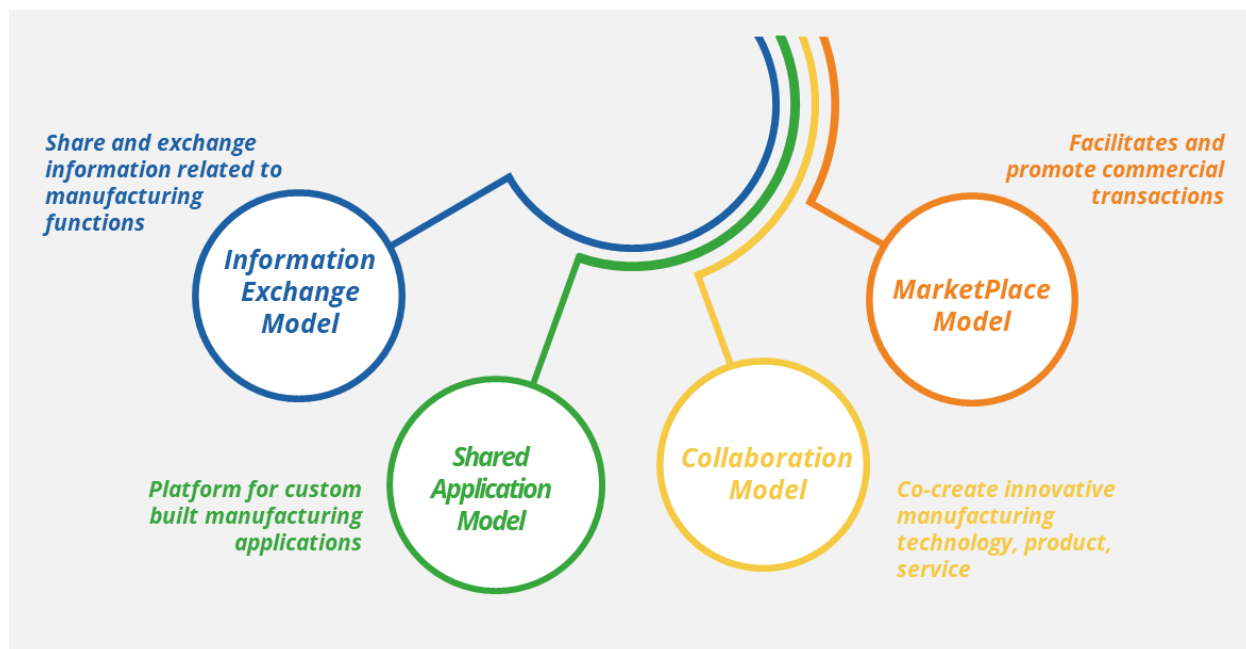 Share and exchange
information related to
manufacturing
functions
Information
Exchange
Model
Platform for custom
built manufacturing
applications
Shared
Application
Model
Collaboration
Model
Co-create innovative
manufacturing
technology, product,
service
Facilitates and
promote commercial
transactions
MarketPlace
Model